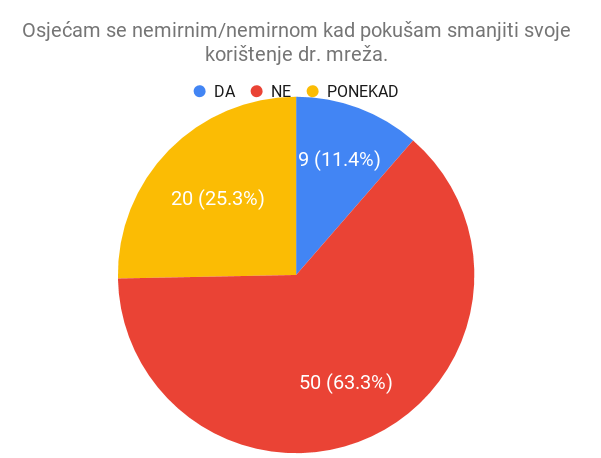 Osjećam se nemirnim/nemirnom kad pokušam smanjiti svoje
korištenje dr. mreža.
DA NE PONEKAD
9 (11.4%)
20 (25.3%)
50 (63.3%)